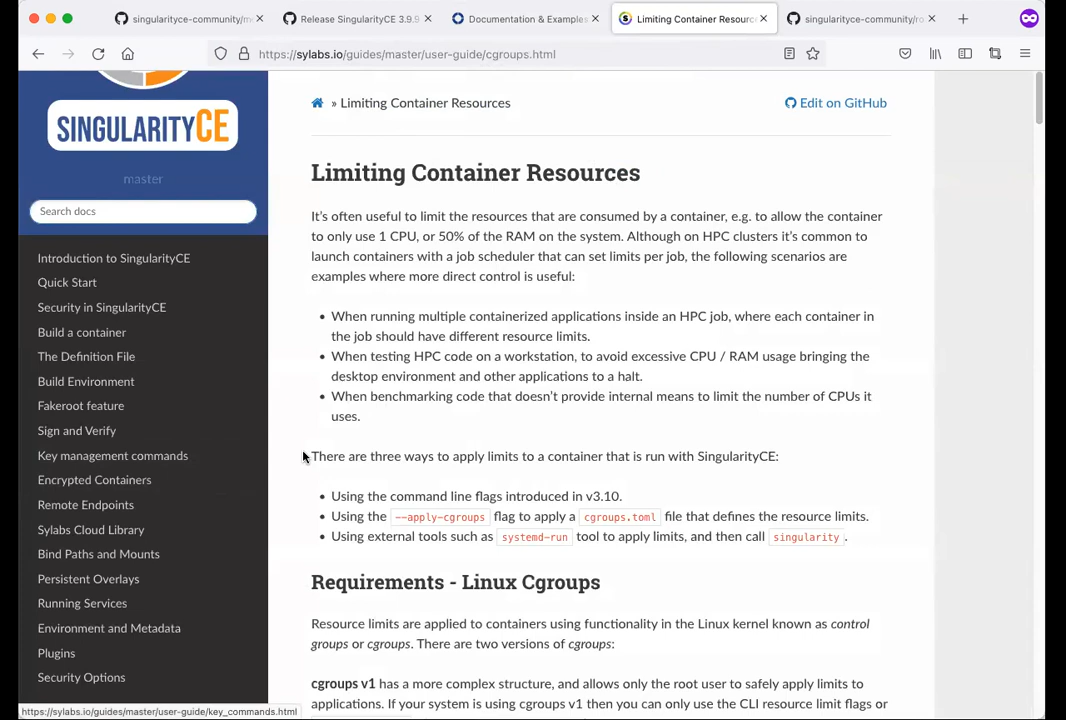 singularityce-community/me
Release SingularityCE 3.9.9
Documentation & Examples
Limiting Container Resourc
singularityce-community/ro
https://sylabs.io/guides/master/user-guide/cgroups.html
SINGULARITYCE
master
Search docs
Introduction to SingularityCE
Quick Start
Security in SingularityCE
Build a container
The Definition File
Build Environment
Fakeroot feature
Sign and Verify
Key management commands
Encrypted Containers
Remote Endpoints
Sylabs Cloud Library
Bind Paths and Mounts
Persistent Overlays
Running Services
Environment and Metadata
Plugins
Security Options
» Limiting Container Resources
Edit on GitHub
Limiting Container Resources
It's often useful to limit the resources that are consumed by a container, e.g. to allow the container
to only use 1 CPU, or 50% of the RAM on the system. Although on HPC clusters it's common to
launch containers with a job scheduler that can set limits per job, the following scenarios are
examples where more direct control is useful:
• When running multiple containerized applications inside an HPC job, where each container in
the job should have different resource limits.
• When testing HPC code on a workstation, to avoid excessive CPU / RAM usage bringing the
desktop environment and other applications to a halt.
• When benchmarking code that doesn't provide internal means to limit the number of CPUs it
uses.
There are three ways to apply limits to a container that is run with SingularityCE:
• Using the command line flags introduced in v3.10.
• Using the --apply-cgroups flag to apply a cgroups.toml file that defines the resource limits.
• Using external tools such as systemd-run tool to apply limits, and then call singularity.
Requirements - Linux Cgroups
Resource limits are applied to containers using functionality in the Linux kernel known as control
groups or cgroups. There are two versions of cgroups:
cgroups v1 has a more complex structure, and allows only the root user to safely apply limits to
applications. If your system is using cgroups v1 then you can only use the CLI resource limit flags or
https://sylabs.io/guides/master/user-guide/key_commands.html